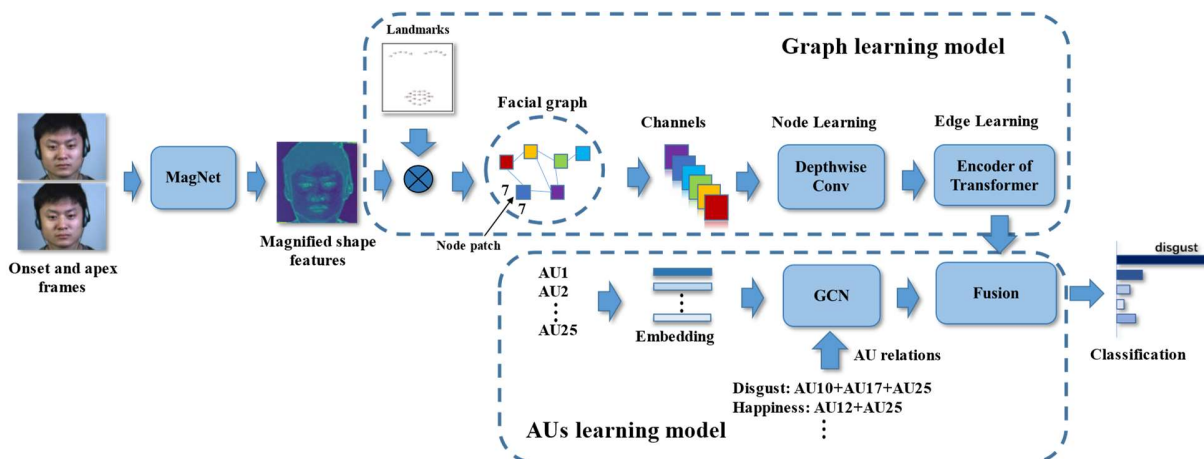 Landmarks
Graph learning model
Facial graph
Channels
Node Learning
Edge Learning
MagNet
7
7
Depthwise
Conv
Encoder of
Transformer
Node patch
Magnified shape
features
Onset and apex
frames
disgust
AU1
AU2
AU25
Embedding
GCN
Fusion
Classification
AU relations
Disgust: AU10+AU17+AU25
Happiness: AU12+AU25
AUs learning model